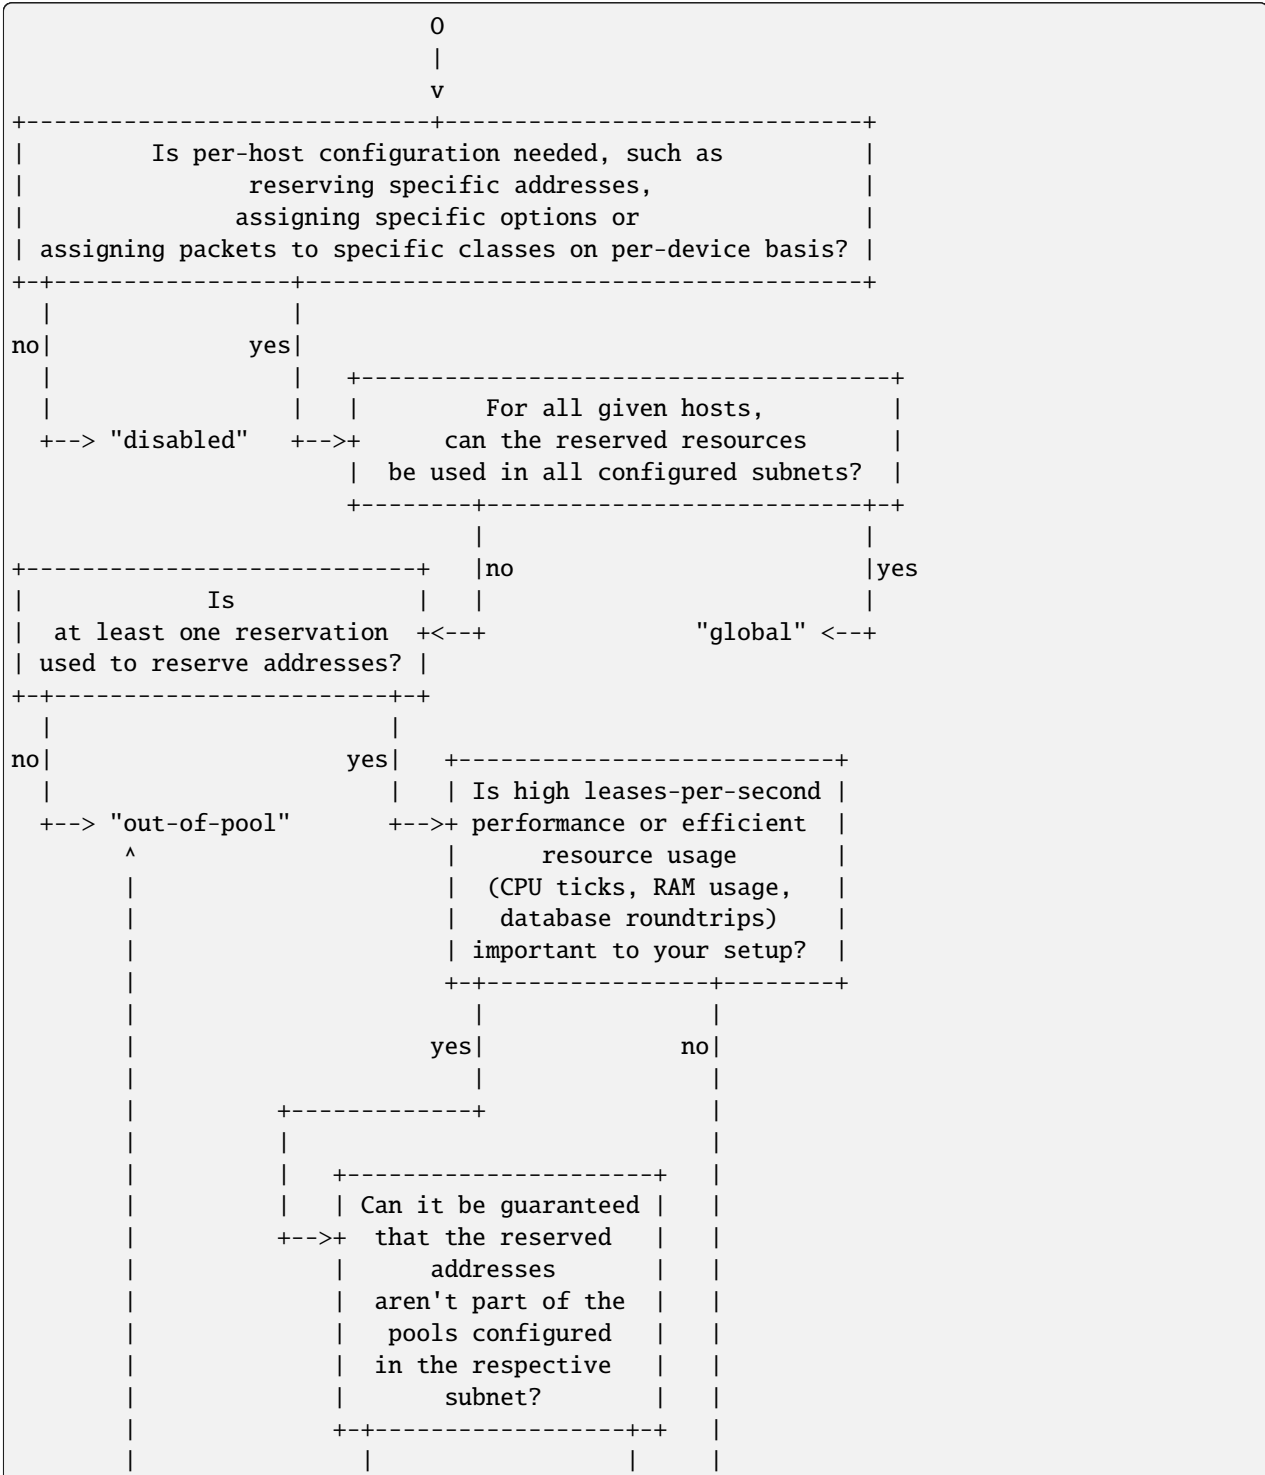 O
                              |
                              v
+-----------------------------+------------------------------+
|         Is per-host configuration needed, such as          |
|                reserving specific addresses,               |
|               assigning specific options or                |
| assigning packets to specific classes on per-device basis? |
+-+-----------------+----------------------------------------+
  |                 |
no|              yes|
  |                 |   +--------------------------------------+
  |                 |   |         For all given hosts,         |
  +--> "disabled"   +-->+      can the reserved resources      |
                        |  be used in all configured subnets?  |
                        +--------+---------------------------+-+
                                 |                           |
+----------------------------+   |no                         |yes
|             Is             |   |                           |
|  at least one reservation  +<--+               "global" <--+
| used to reserve addresses? |
+-+------------------------+-+
  |                        |
no|                     yes|   +---------------------------+
  |                        |   | Is high leases-per-second |
  +--> "out-of-pool"       +-->+ performance or efficient  |
        ^                      |      resource usage       |
        |                      |  (CPU ticks, RAM usage,   |
        |                      |   database roundtrips)    |
        |                      | important to your setup?  |
        |                      +-+----------------+--------+
        |                        |                |
        |                     yes|              no|
        |                        |                |
        |          +-------------+                |
        |          |                              |
        |          |   +----------------------+   |
        |          |   | Can it be guaranteed |   |
        |          +-->+  that the reserved   |   |
        |              |      addresses       |   |
        |              |  aren't part of the  |   |
        |              |   pools configured   |   |
        |              |  in the respective   |   |
        |              |       subnet?        |   |
        |              +-+------------------+-+   |
        |                |                  |     |